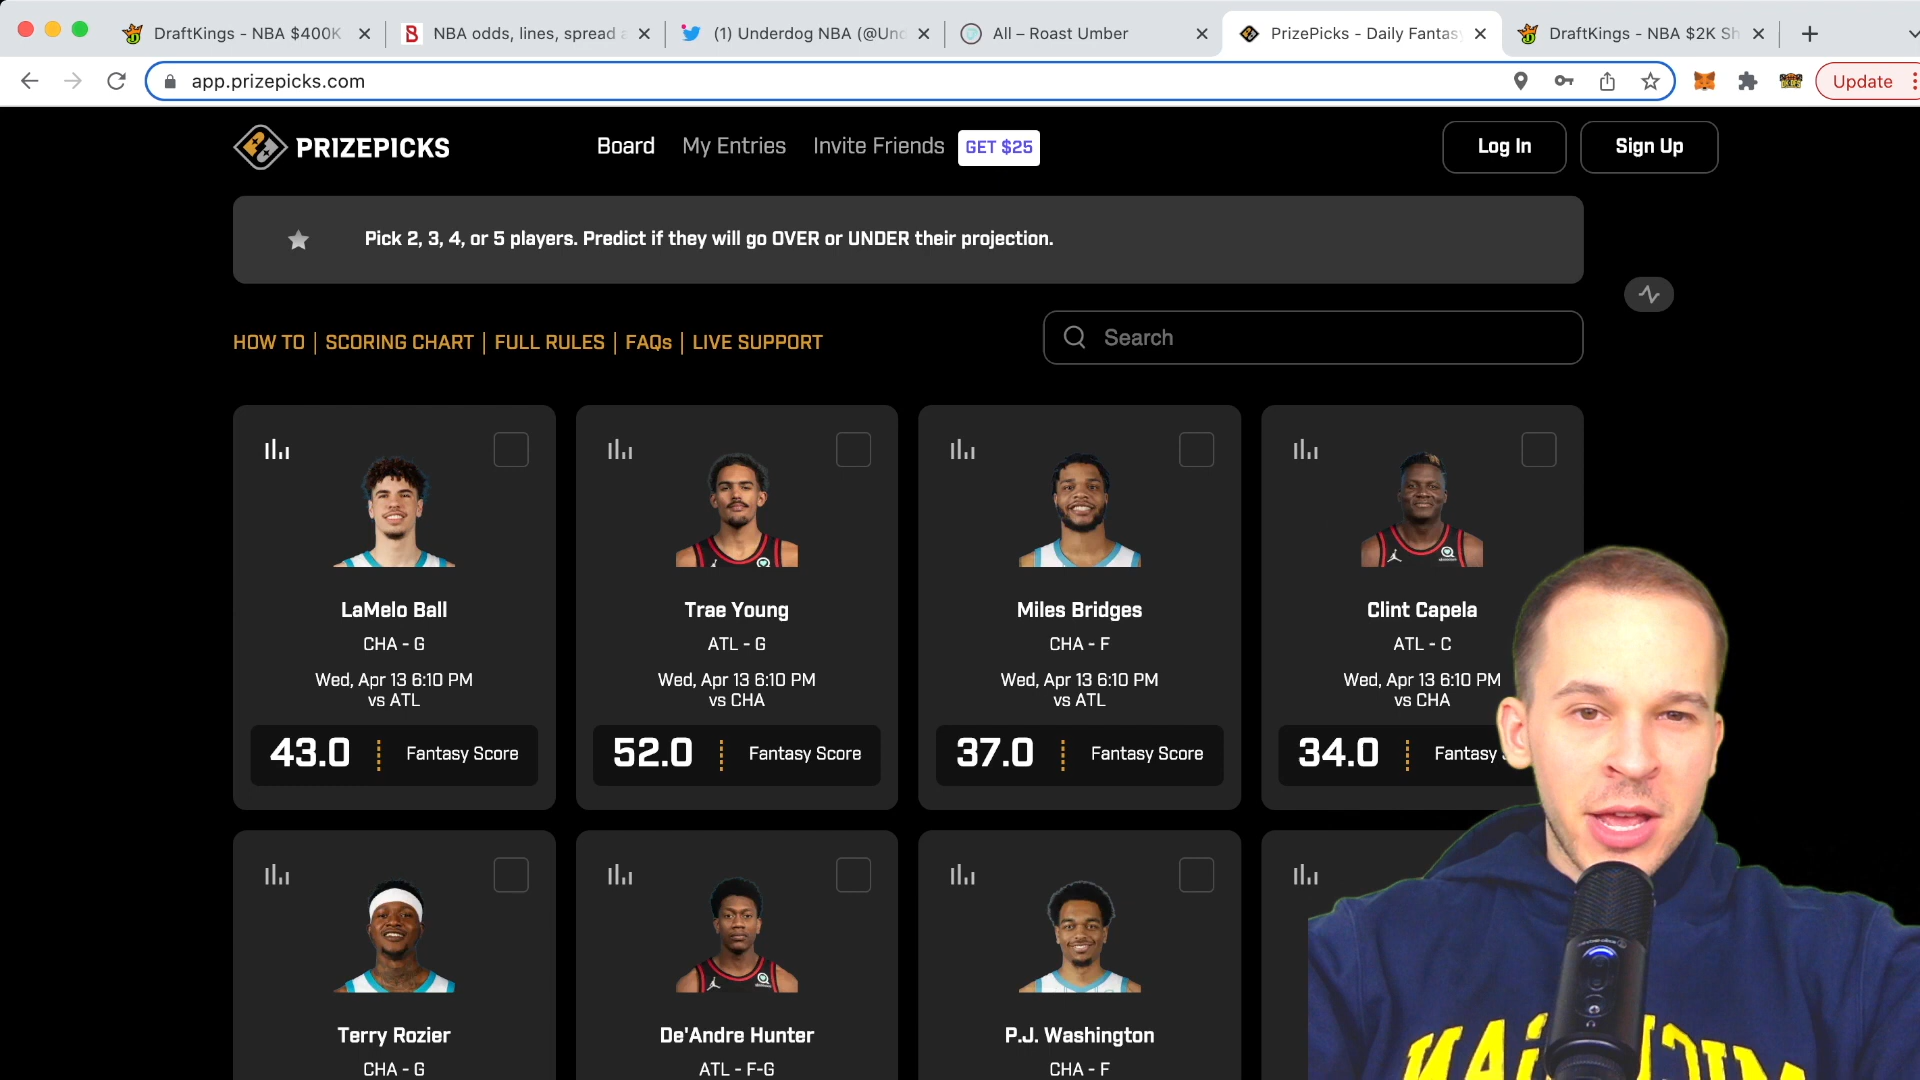 DraftKings - NBA $400K
NBA odds, lines, spread a
(1) Underdog NBA (@Und
All – Roast Umber
PrizePicks - Daily Fantasy
DraftKings - NBA $2K Sh
app.prizepicks.com
Update
PRIZEPICKS
Board
My Entries
Invite Friends
GET $25
Log In
Sign Up
Pick 2, 3, 4, or 5 players. Predict if they will go OVER or UNDER their projection.
HOW TO | SCORING CHART | FULL RULES | FAQs | LIVE SUPPORT
Search
LaMelo Ball
CHA - G
Wed, Apr 13 6:10 PM
vs ATL
43.0 Fantasy Score
Trae Young
ATL - G
Wed, Apr 13 6:10 PM
vs CHA
52.0 Fantasy Score
Miles Bridges
CHA - F
Wed, Apr 13 6:10 PM
vs ATL
37.0 Fantasy Score
Clint Capela
ATL - C
Wed, Apr 13 6:10 PM
vs CHA
34.0 Fantasy
Terry Rozier
CHA - G
De'Andre Hunter
ATL - F-G
P.J. Washington
CHA - F